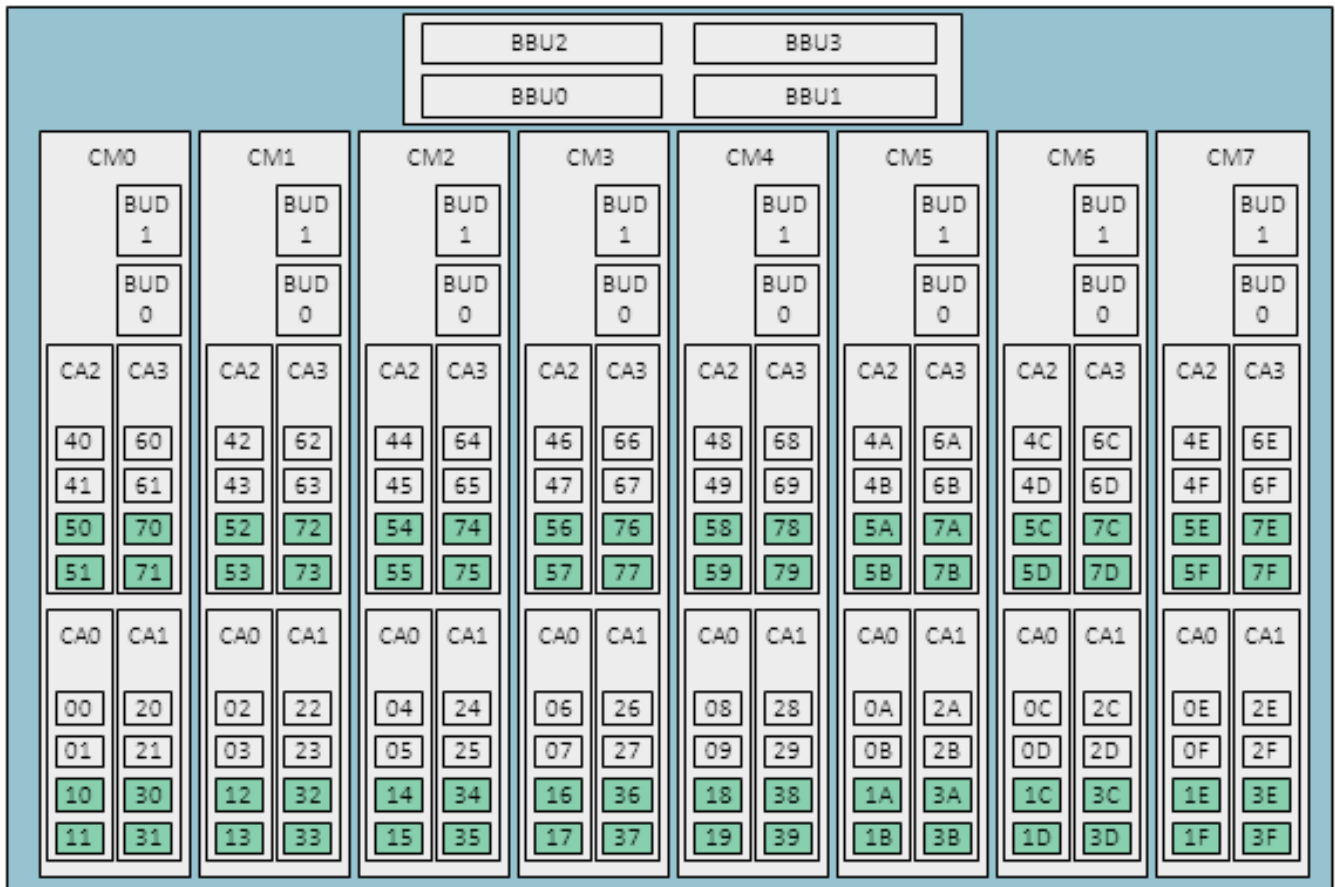 BBU2 BBU3
BBU0 BBU1
CM0 CM1 CM2 CM3 CM4 CM5 CM6 CM7
BUD BUD BUD BUD BUD BUD BUD BUD
1 1 1 1 1 1 1 1
BUD BUD BUD BUD BUD BUD BUD BUD
0 0 0 0 0 0 0 0
CA2 CA3 CA2 CA3 CA2 CA3 CA2 CA3 CA2 CA3 CA2 CA3 CA2 CA3 CA2 CA3
40 60 42 62 44 64 46 66 48 68 4A 6A 4C 6C 4E 6E
41 61 43 63 45 65 47 67 49 69 4B 6B 4D 6D 4F 6F
50 70 52 72 54 74 56 76 58 78 5A 7A 5C 7C 5E 7E
51 71 53 73 55 75 57 77 59 79 5B 7B 5D 7D 5F 7F
CA0 CA1 CA0 CA1 CA0 CA1 CA0 CA1 CA0 CA1 CA0 CA1 CA0 CA1 CA0 CA1
00 20 02 22 04 24 06 26 08 28 0A 2A 0C 2C 0E 2E
01 21 03 23 05 25 07 27 09 29 0B 2B 0D 2D 0F 2F
10 30 12 32 14 34 16 36 18 38 1A 3A 1C 3C 1E 3E
11 31 13 33 15 35 17 37 19 39 1B 3B 1D 3D 1F 3F